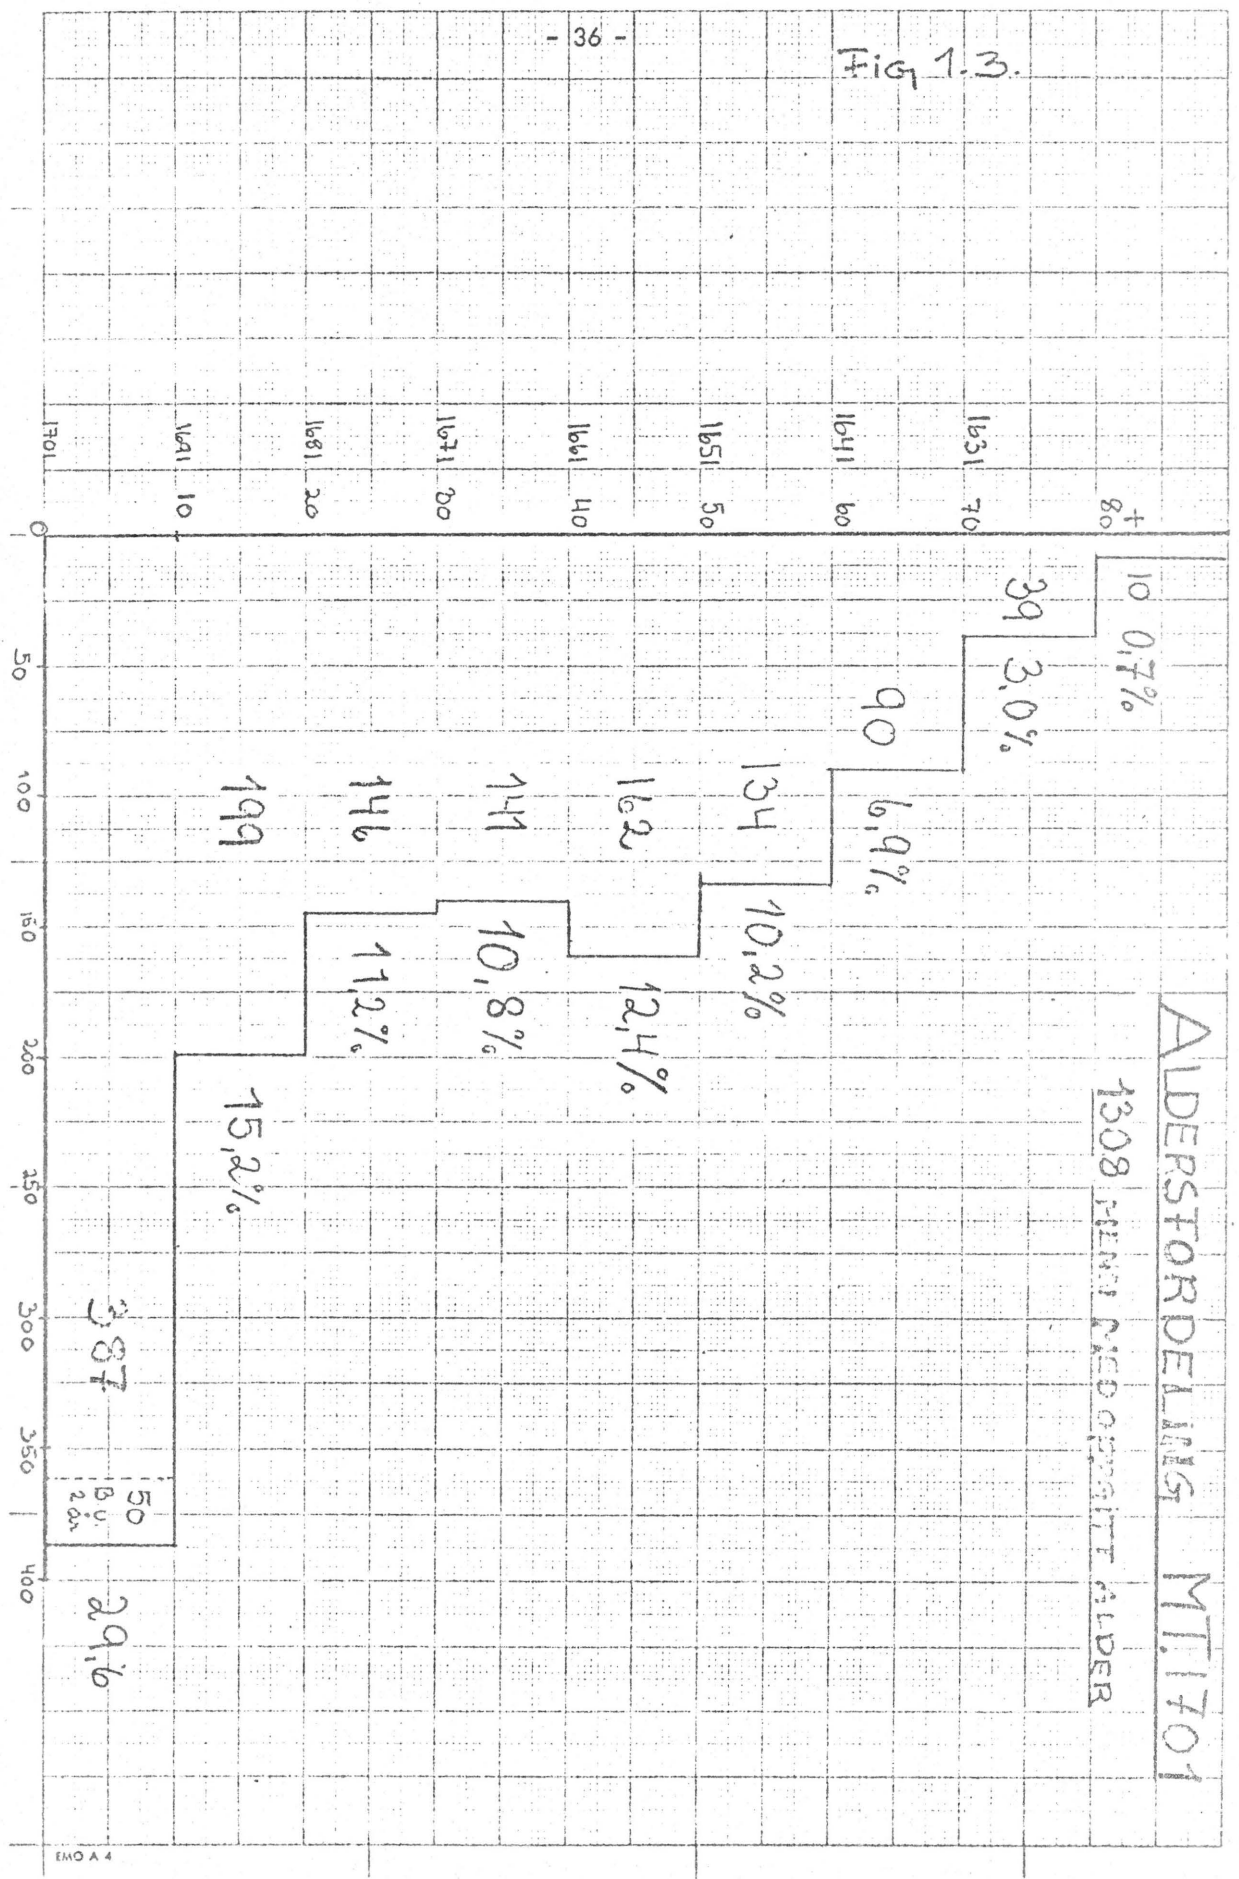 - 36 -
Fig 1.3.
ALDERSFORDELING MT. 1701
1308 MENN MED OPPGITT ALDER
+
80
10 0,7%
1631 70
39 3,0%
1641 60
90 6,9%
1651 50
134 10,2%
1661 40
162 12,4%
1671 30
141 10,8%
1681 20
146 11,2%
1691 10
199 15,2%
1701
387 29,6
50
B u.
2 år
0 50 100 150 200 250 300 350 400
EMO A 4